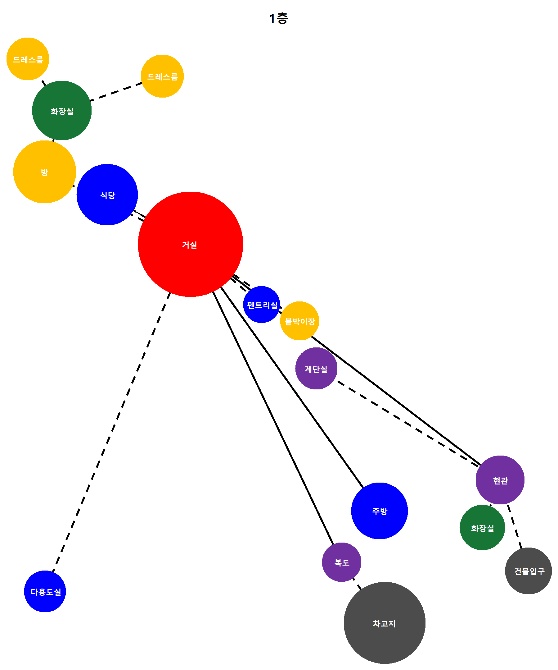 1층
드레스룸
드레스룸
화장실
방
식당
거실
팬트리실
붙박이장
계단실
현관
주방
화장실
복도
건물입구
다용도실
차고지